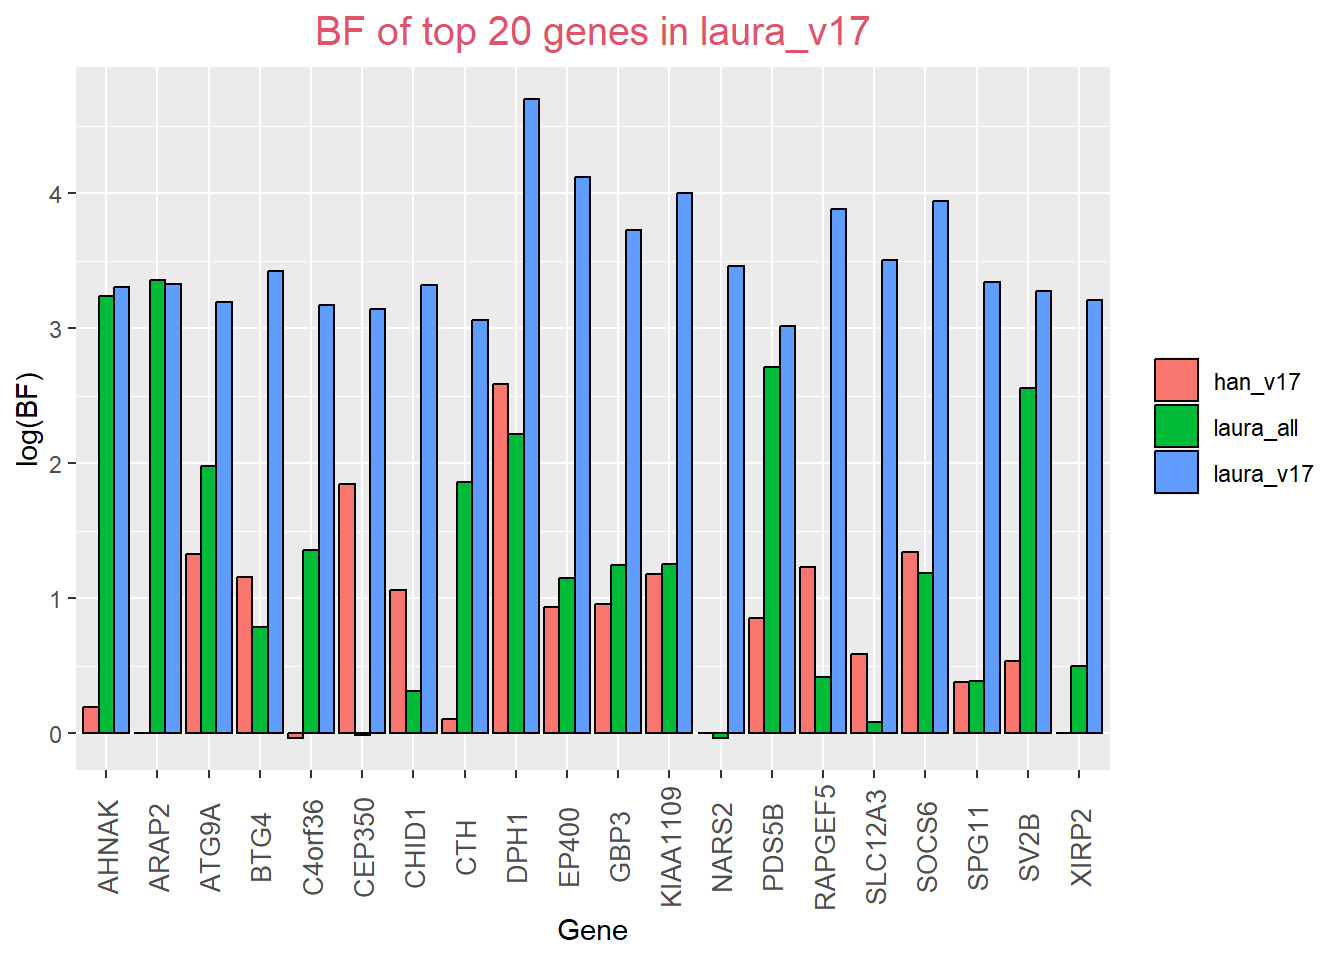 BF of top 20 genes in laura_v17
log(BF)
4
3
2
1
0
AHNAK
ARAP2
ATG9A
BTG4
C4orf36
CEP350
CHID1
CTH
DPH1
EP400
GBP3
KIAA1109
NARS2
PDS5B
RAPGEF5
SLC12A3
SOCS6
SPG11
SV2B
XIRP2
Gene
han_v17
laura_all
laura_v17